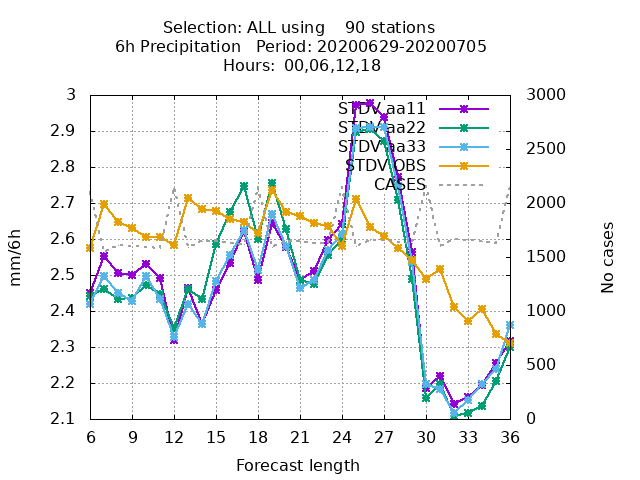 Selection: ALL using    90 stations
6h Precipitation   Period: 20200629-20200705
Hours: 00,06,12,18
3
2.9
2.8
2.7
2.6
2.5
2.4
2.3
2.2
2.1
mm/6h
3000
2500
2000
1500
1000
500
0
No cases
STDV aa11
STDV aa22
STDV aa33
STDV OBS
CASES
6 9 12 15 18 21 24 27 30 33 36
Forecast length